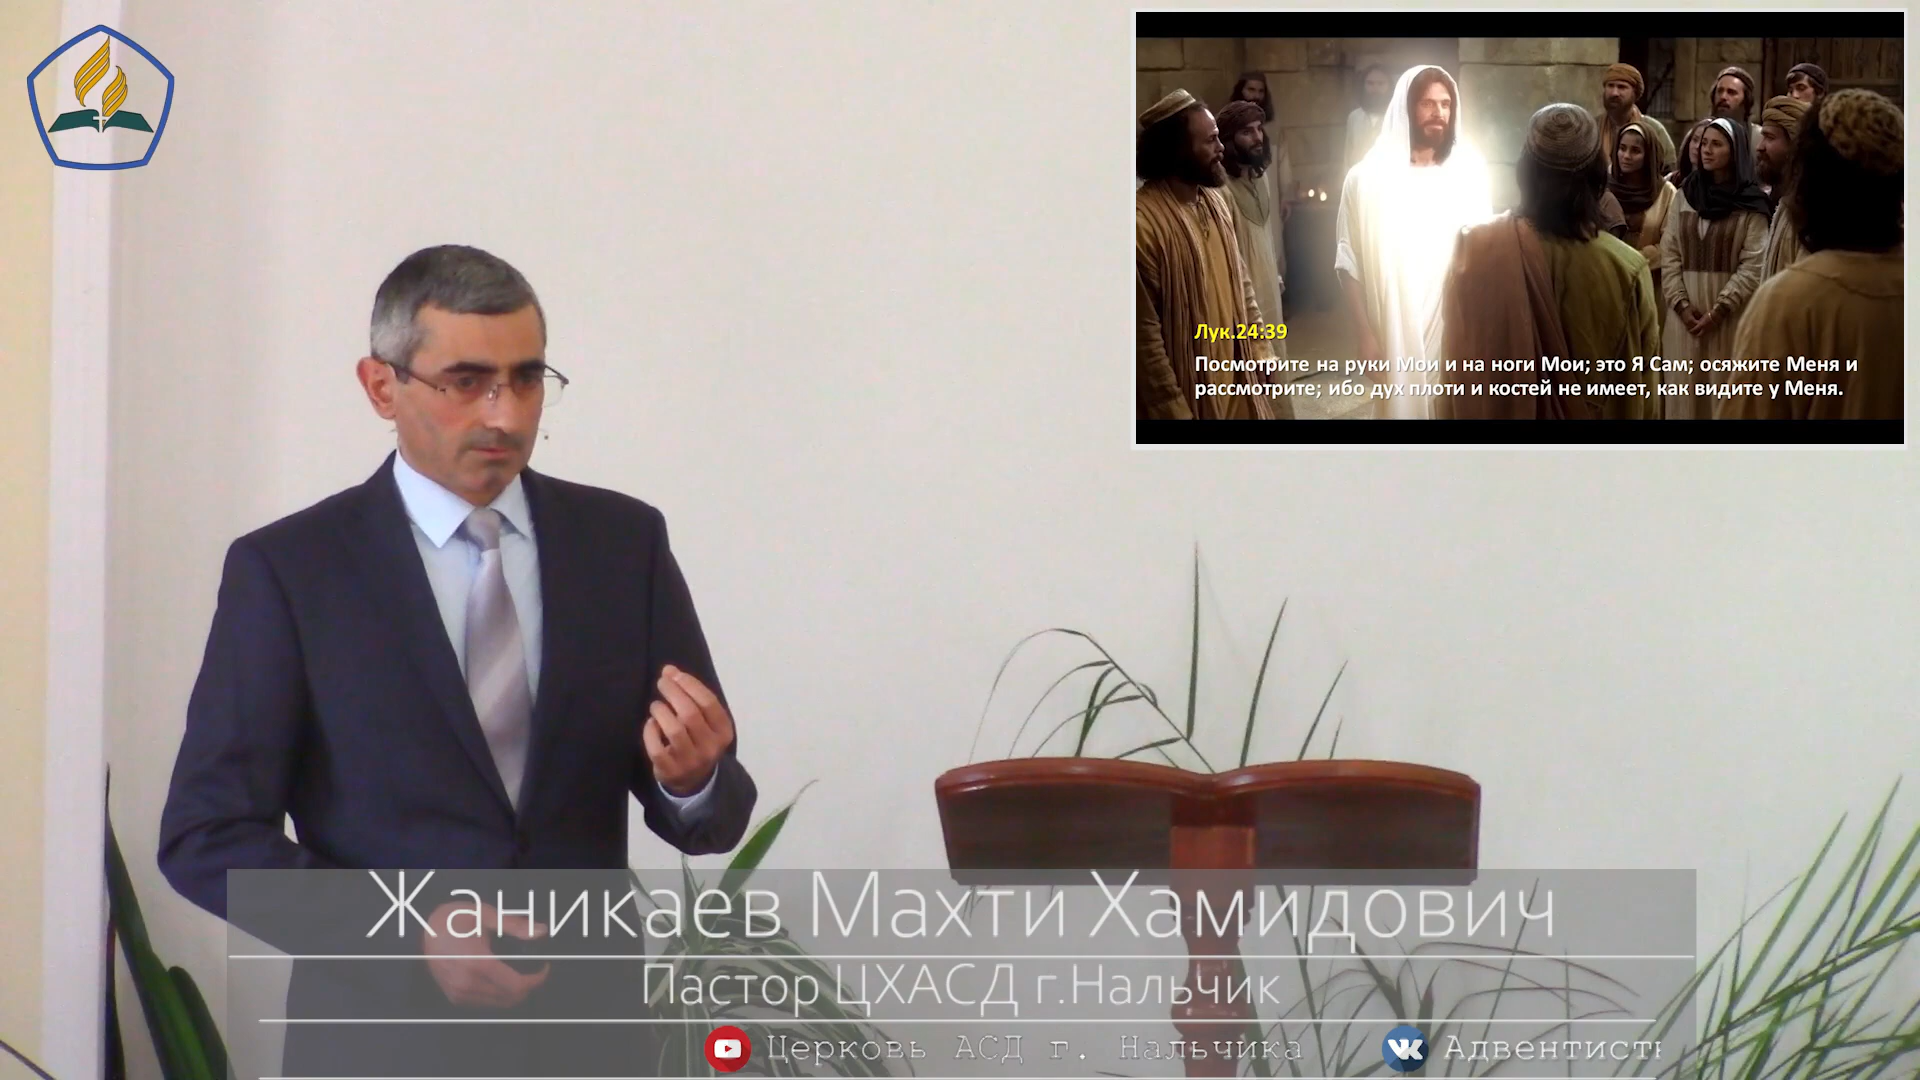 Лук.24:39
Посмотрите на руки Мои и на ноги Мои; это Я Сам; осяжите Меня и
рассмотрите; ибо дух плоти и костей не имеет, как видите у Меня.
Жаникаев Махти Хамидович
Пастор ЦХАСД г.Нальчик
Церковь АСД г. Нальчика